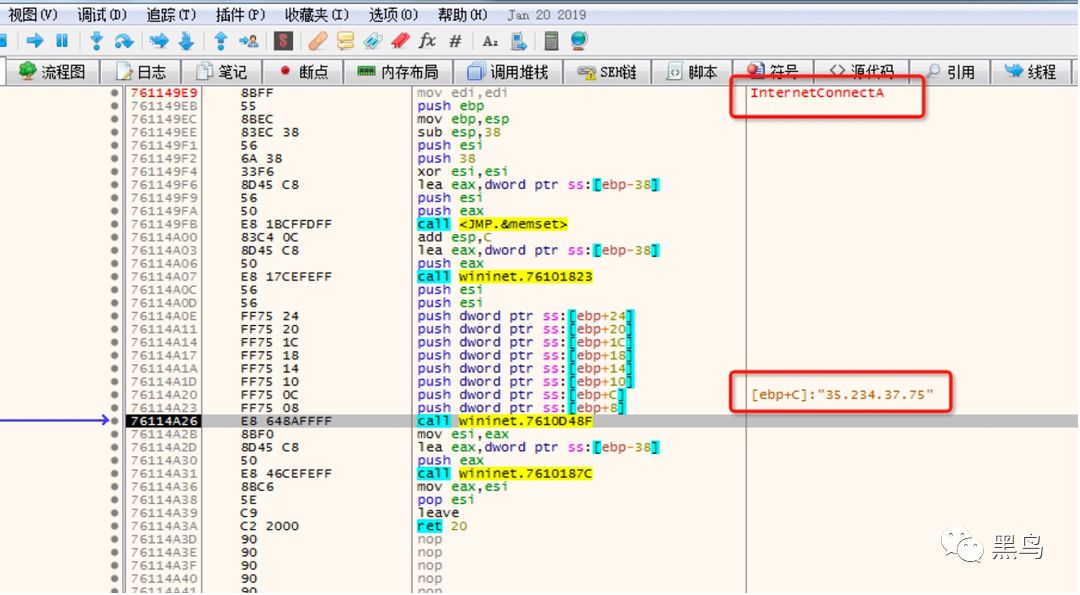 视图(V) 调试(D) 追踪(T) 插件(P) 收藏夹(I) 选项(O) 帮助(H) Jan 20 2019
流程图 日志 笔记 断点 内存布局 调用堆栈 SEH链 脚本 符号 源代码 引用 线程
761149E9 8BFF mov edi,edi InternetConnectA
761149EB 55 push ebp
761149EC 8BEC mov ebp,esp
761149EE 83EC 38 sub esp,38
761149F1 56 push esi
761149F2 6A 38 push 38
761149F4 33F6 xor esi,esi
761149F6 8D45 C8 lea eax,dword ptr ss:[ebp-38]
761149F9 56 push esi
761149FA 50 push eax
761149FB E8 1BCFFDFF call <JMP.&memset>
76114A00 83C4 0C add esp,C
76114A03 8D45 C8 lea eax,dword ptr ss:[ebp-38]
76114A06 50 push eax
76114A07 E8 17CEFEFF call wininet.76101823
76114A0C 56 push esi
76114A0D 56 push esi
76114A0E FF75 24 push dword ptr ss:[ebp+24]
76114A11 FF75 20 push dword ptr ss:[ebp+20]
76114A14 FF75 1C push dword ptr ss:[ebp+1C]
76114A17 FF75 18 push dword ptr ss:[ebp+18]
76114A1A FF75 14 push dword ptr ss:[ebp+14]
76114A1D FF75 10 push dword ptr ss:[ebp+10]
76114A20 FF75 0C push dword ptr ss:[ebp+C] [ebp+C]:"35.234.37.75"
76114A23 FF75 08 push dword ptr ss:[ebp+8]
76114A26 E8 648AFFFF call wininet.7610D48F
76114A2B 8BF0 mov esi,eax
76114A2D 8D45 C8 lea eax,dword ptr ss:[ebp-38]
76114A30 50 push eax
76114A31 E8 46CEFEFF call wininet.7610187C
76114A36 8BC6 mov eax,esi
76114A38 5E pop esi
76114A39 C9 leave
76114A3A C2 2000 ret 20
76114A3D 90 nop
76114A3E 90 nop
76114A3F 90 nop
76114A40 90 nop
76114A41 90 nop
黑鸟